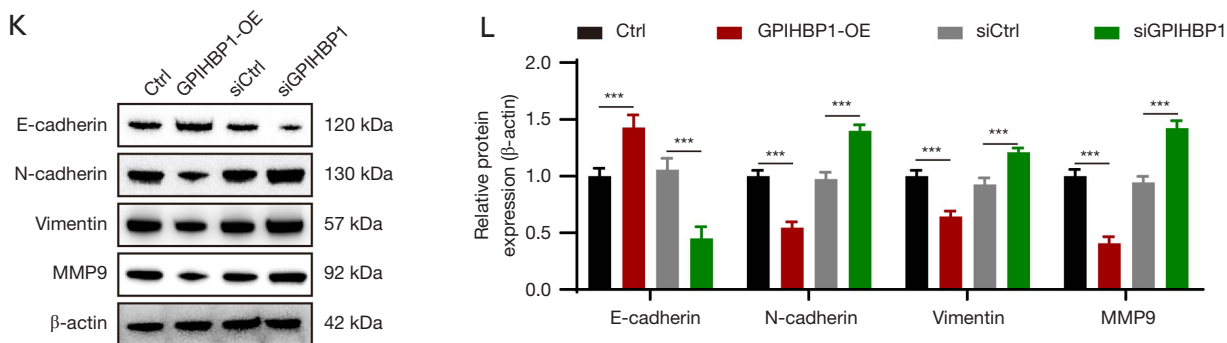 K
Ctrl
GPIHBP1-OE
siCtrl
siGPIHBP1
E-cadherin 120 kDa
N-cadherin 130 kDa
Vimentin 57 kDa
MMP9 92 kDa
β-actin 42 kDa
L
Ctrl GPIHBP1-OE siCtrl siGPIHBP1
Relative protein
expression (β-actin)
2.0
1.5
1.0
0.5
0.0
*** *** *** *** *** *** *** ***
E-cadherin N-cadherin Vimentin MMP9